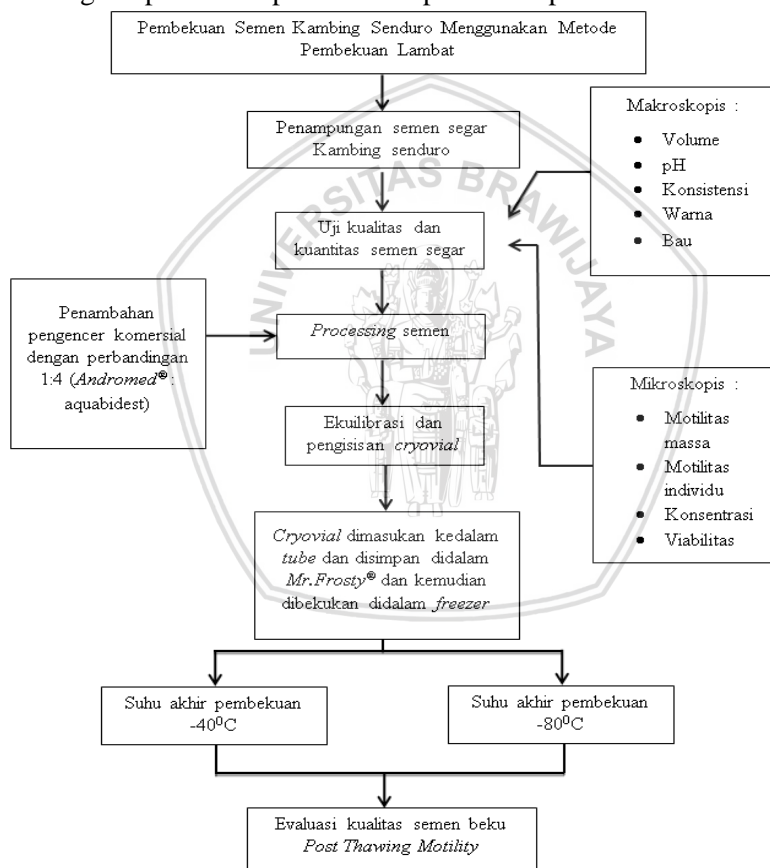 Pembekuan Semen Kambing Senduro Menggunakan Metode
Pembekuan Lambat
Penampungan semen segar
Kambing senduro
Makroskopis :
• Volume
• pH
• Konsistensi
• Warna
• Bau
UNIVERSITAS BRAWIJAYA
Uji kualitas dan
kuantitas semen segar
Penambahan
pengencer komersial
dengan perbandingan
1:4 (Andromed® :
aquabidest)
Processing semen
Mikroskopis :
• Motilitas
massa
• Motilitas
individu
• Konsentrasi
• Viabilitas
Ekuilibrasi dan
pengisisan cryovial
Cryovial dimasukan kedalam
tube dan disimpan didalam
Mr.Frosty® dan kemudian
dibekukan didalam freezer
Suhu akhir pembekuan
-40⁰C
Suhu akhir pembekuan
-80⁰C
Evaluasi kualitas semen beku
Post Thawing Motility